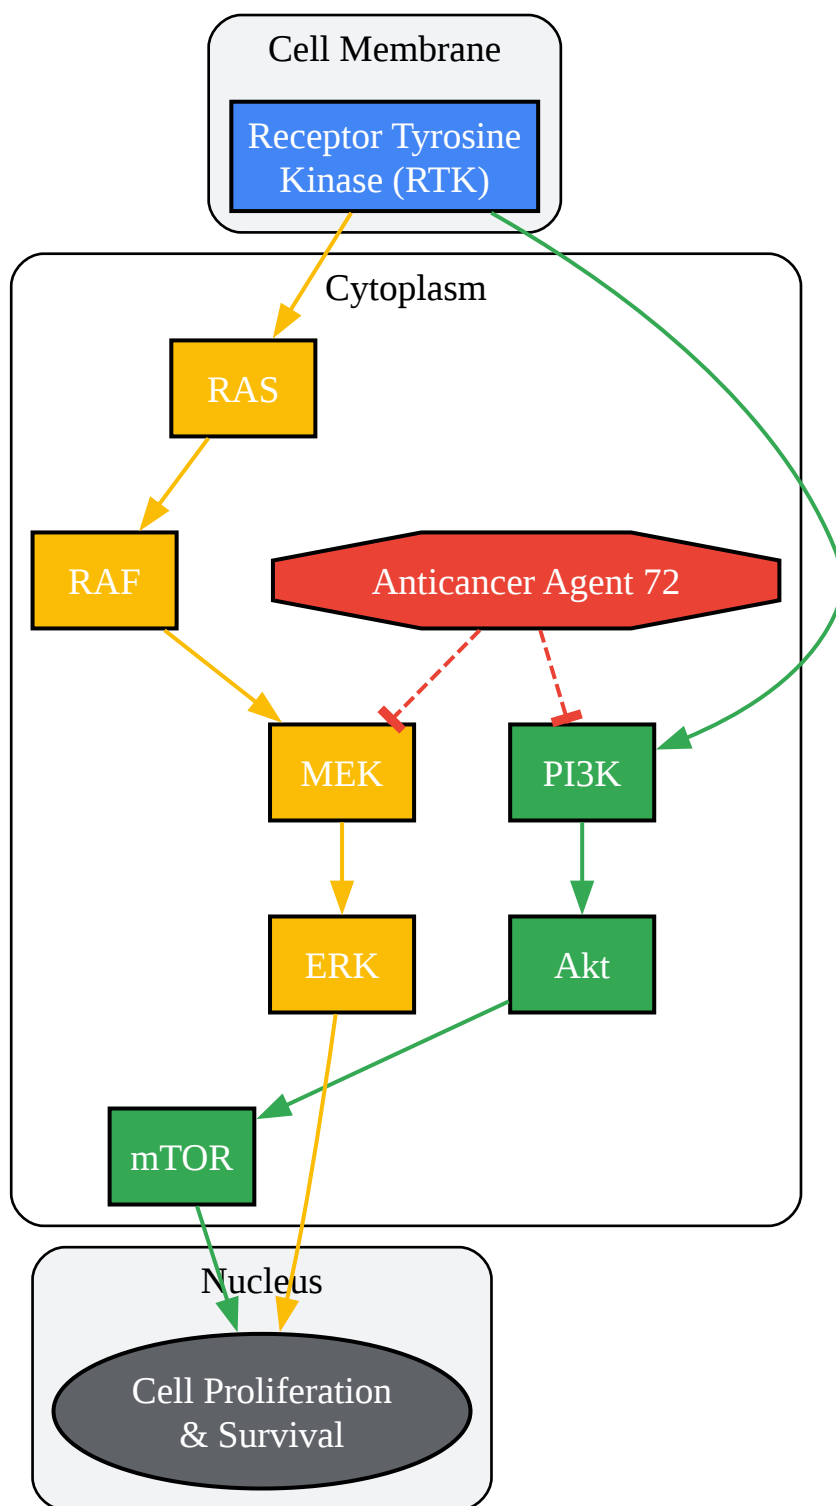 Cell Membrane
Receptor Tyrosine
Kinase (RTK)
Cytoplasm
RAS
RAF
Anticancer Agent 72
MEK
PI3K
ERK
Akt
mTOR
Nucleus
Cell Proliferation
& Survival